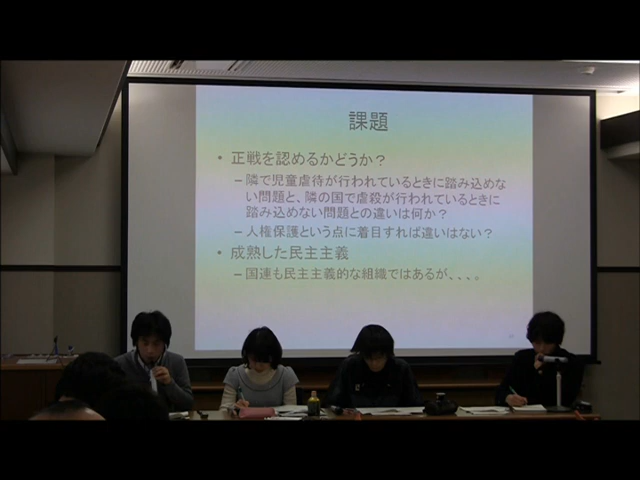 課題
• 正戦を認めるかどうか？
－隣で児童虐待が行われているときに踏み込めな
い問題と、隣の国で虐殺が行われているときに
踏み込めない問題との違いは何か？
－人権保護という点に着目すれば違いはない？
• 成熟した民主主義
－国連も民主主義的な組織ではあるが、、、。